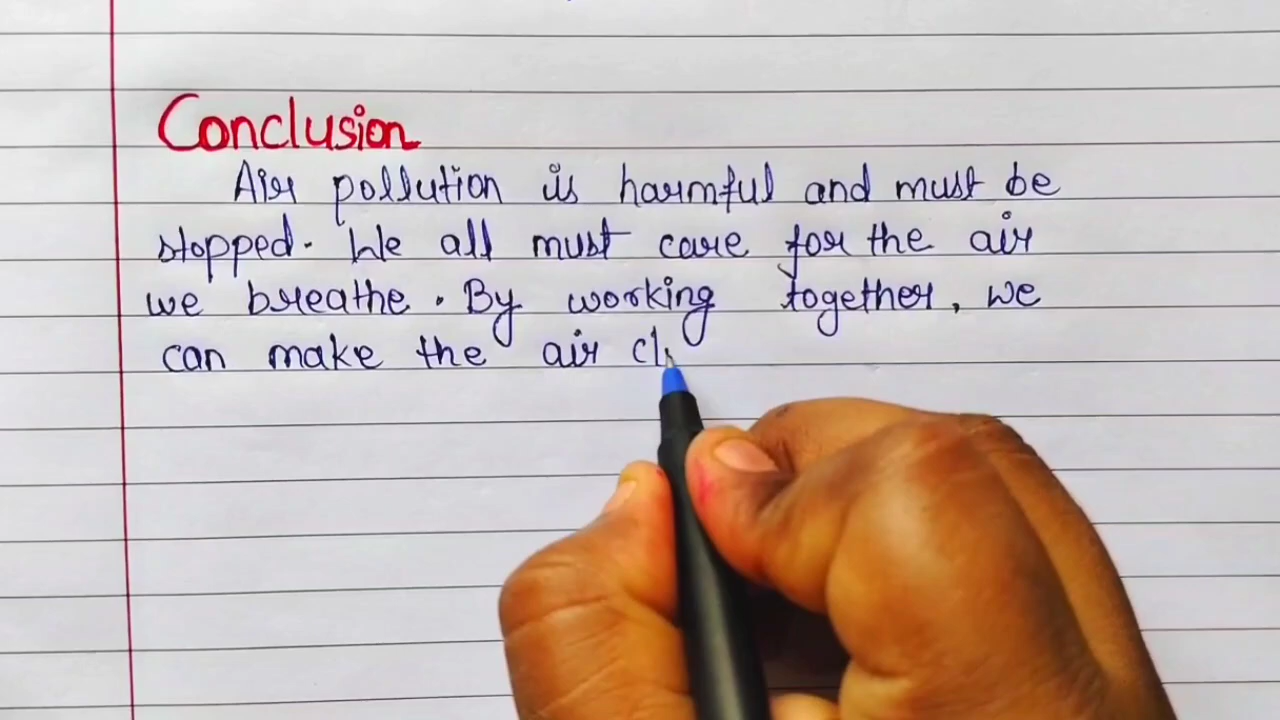 Conclusion
Air pollution is harmful and must be
stopped. We all must care for the air
we breathe. By working together, we
can make the air cl